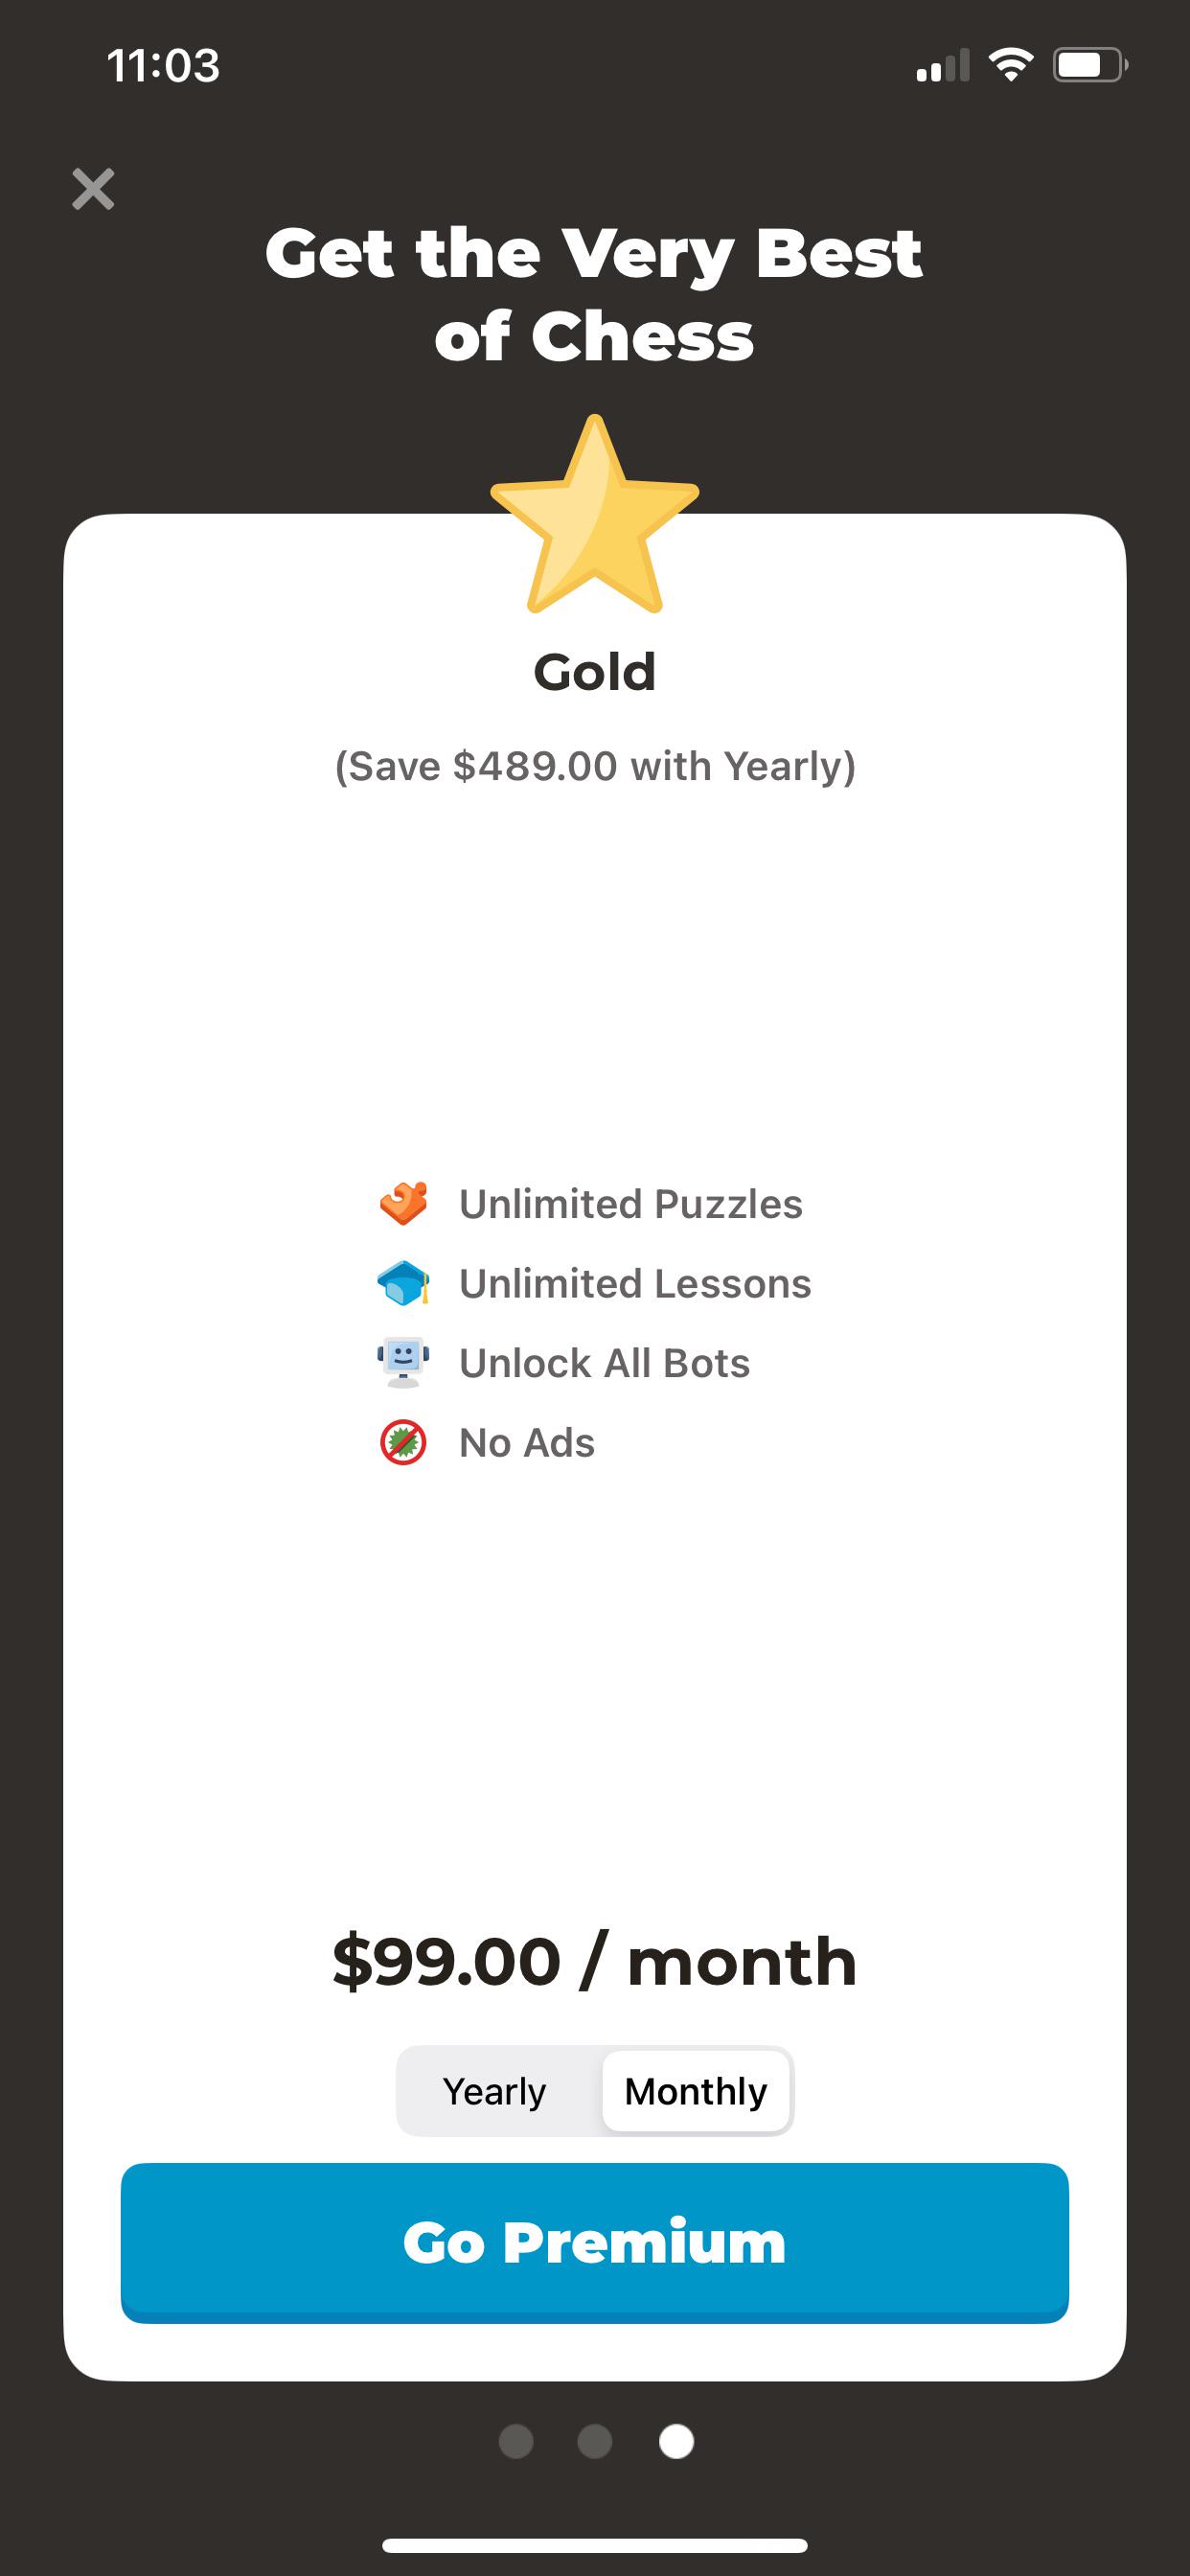 11:03
Get the Very Best
of Chess
Gold
(Save $489.00 with Yearly)
Unlimited Puzzles
Unlimited Lessons
Unlock All Bots
No Ads
$99.00 / month
Yearly
Monthly
Go Premium